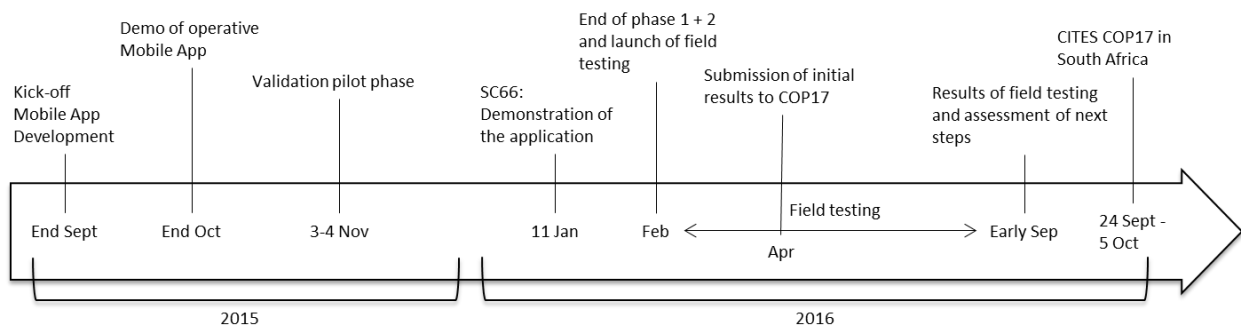 Kick-off
Mobile App
Development
Demo of operative
Mobile App
Validation pilot phase
SC66:
Demonstration of
the application
End of phase 1 + 2
and launch of field
testing
Submission of initial
results to COP17
Results of field testing
and assessment of next
steps
CITES COP17 in
South Africa
End Sept
End Oct
3-4 Nov
11 Jan
Feb
Field testing
Apr
Early Sep
24 Sept -
5 Oct
2015
2016